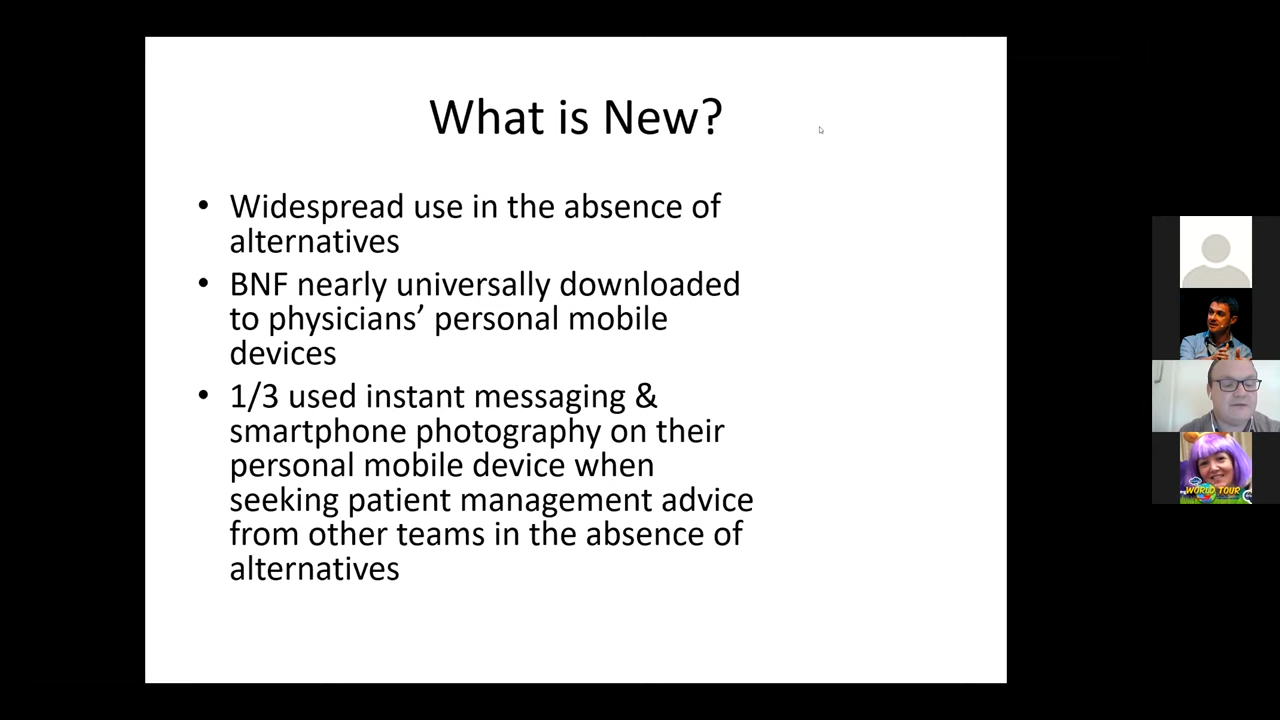 What is New?
• Widespread use in the absence of
alternatives
• BNF nearly universally downloaded
to physicians’ personal mobile
devices
• 1/3 used instant messaging &
smartphone photography on their
personal mobile device when
seeking patient management advice
from other teams in the absence of
alternatives
WORLD TOUR